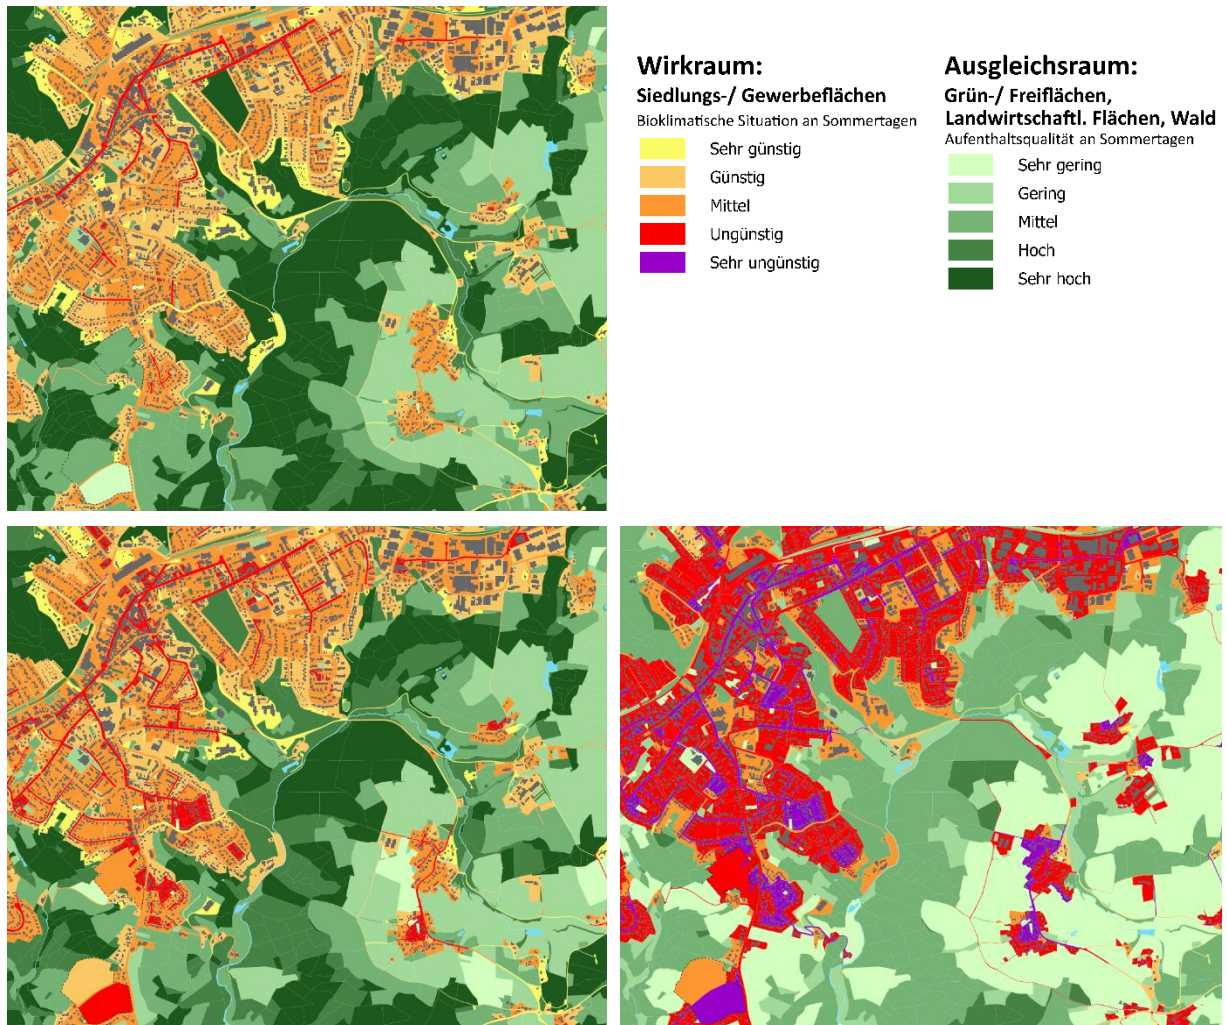 Wirkraum:
Siedlungs-/ Gewerbeflächen
Bioklimatische Situation an Sommertagen
Sehr günstig
Günstig
Mittel
Ungünstig
Sehr ungünstig
Ausgleichsraum:
Grün-/ Freiflächen,
Landwirtschaftl. Flächen, Wald
Aufenthaltsqualität an Sommertagen
Sehr gering
Gering
Mittel
Hoch
Sehr hoch